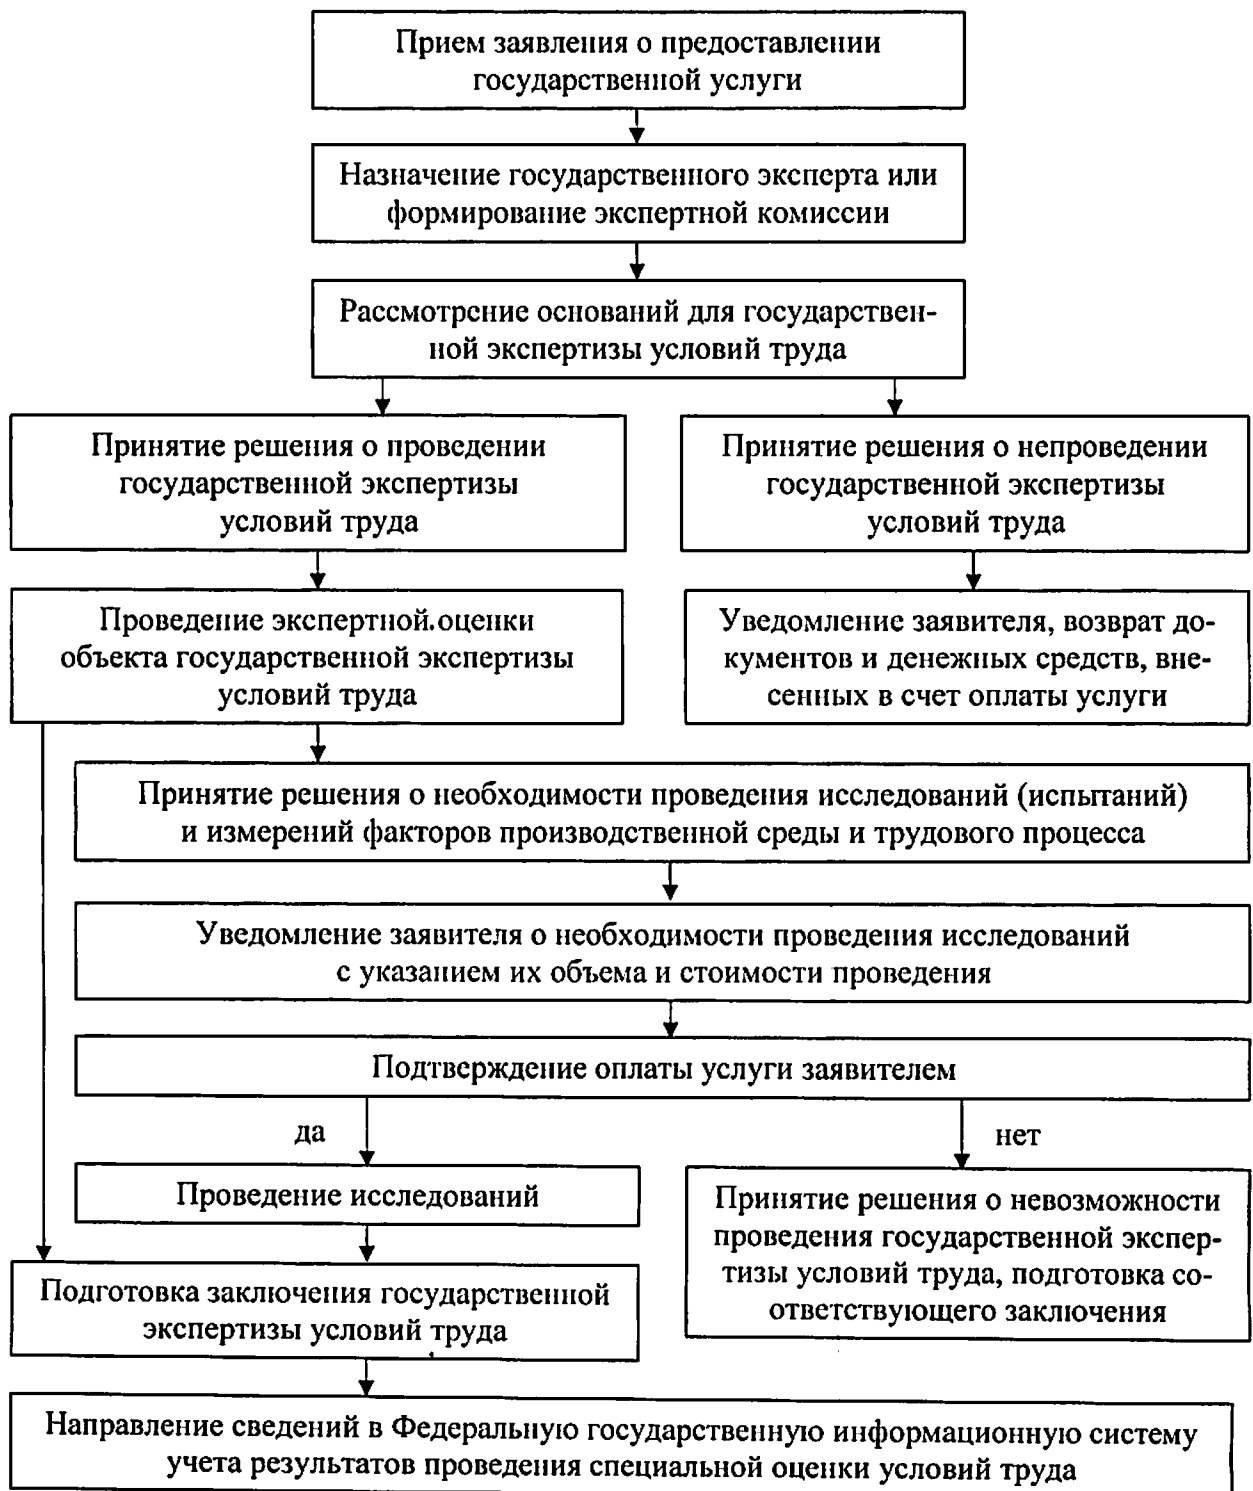 Прием заявления о предоставлении
государственной услуги
Назначение государственного эксперта или
формирование экспертной комиссии
Рассмотрение оснований для государствен-
ной экспертизы условий труда
Принятие решения о проведении
государственной экспертизы
условий труда
Принятие решения о непроведении
государственной экспертизы
условий труда
Проведение экспертной оценки
объекта государственной экспертизы
условий труда
Уведомление заявителя, возврат до-
кументов и денежных средств, вне-
сенных в счет оплаты услуги
Принятие решения о необходимости проведения исследований (испытаний)
и измерений факторов производственной среды и трудового процесса
Уведомление заявителя о необходимости проведения исследований
с указанием их объема и стоимости проведения
Подтверждение оплаты услуги заявителем
да
нет
Проведение исследований
Принятие решения о невозможности
проведения государственной экспер-
тизы условий труда, подготовка со-
ответствующего заключения
Подготовка заключения государственной
экспертизы условий труда
Направление сведений в Федеральную государственную информационную систему
учета результатов проведения специальной оценки условий труда